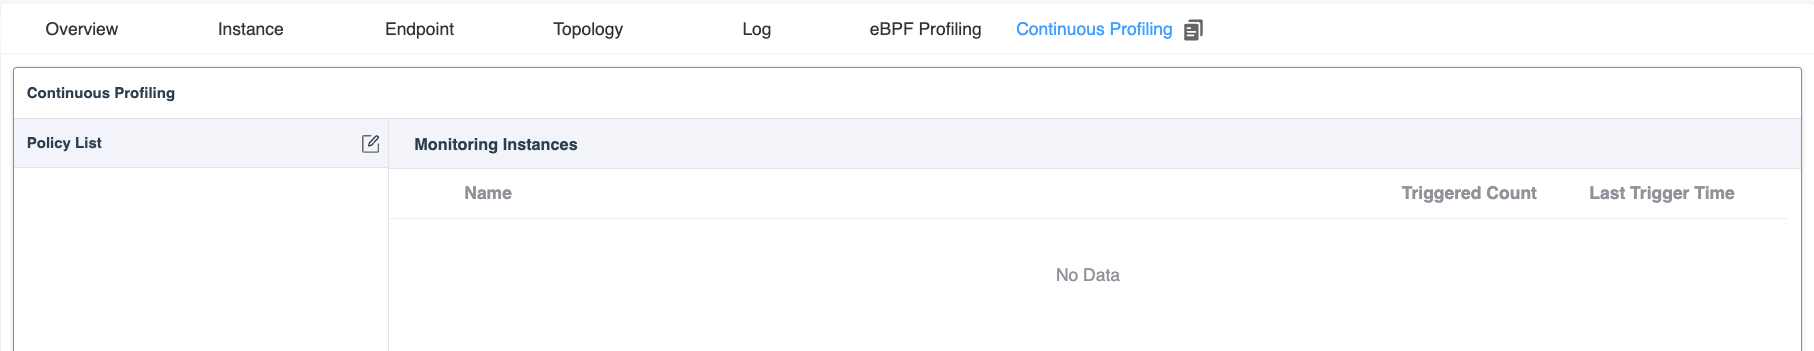 Overview Instance Endpoint Topology Log eBPF Profiling Continuous Profiling
Continuous Profiling
Policy List
Monitoring Instances
Name Triggered Count Last Trigger Time
No Data